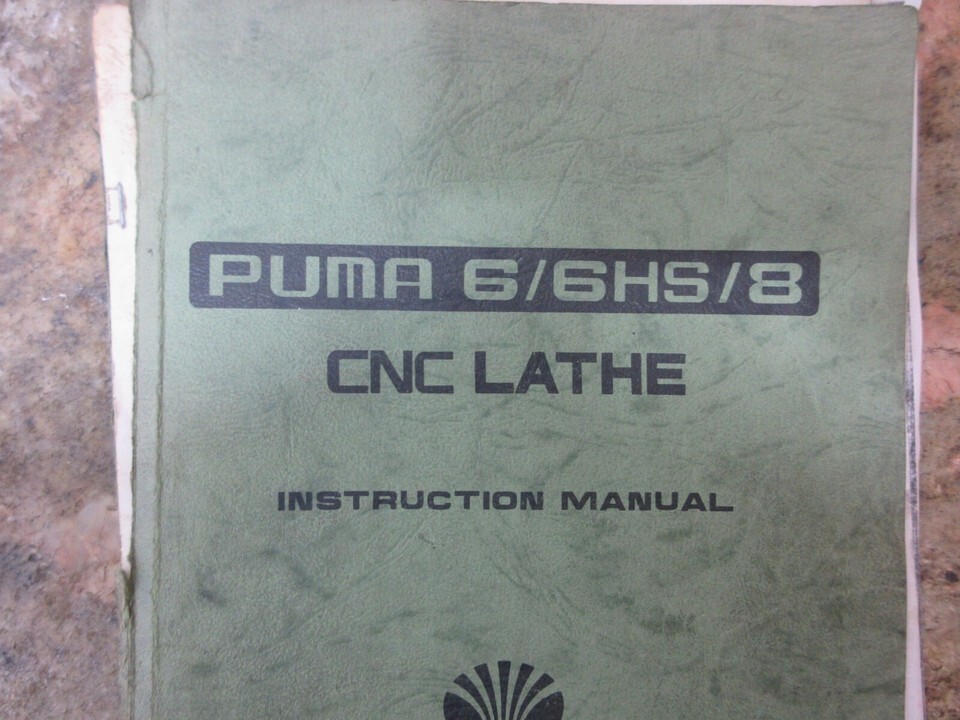 PUMA 6/6HS/8
CNC LATHE
INSTRUCTION MANUAL